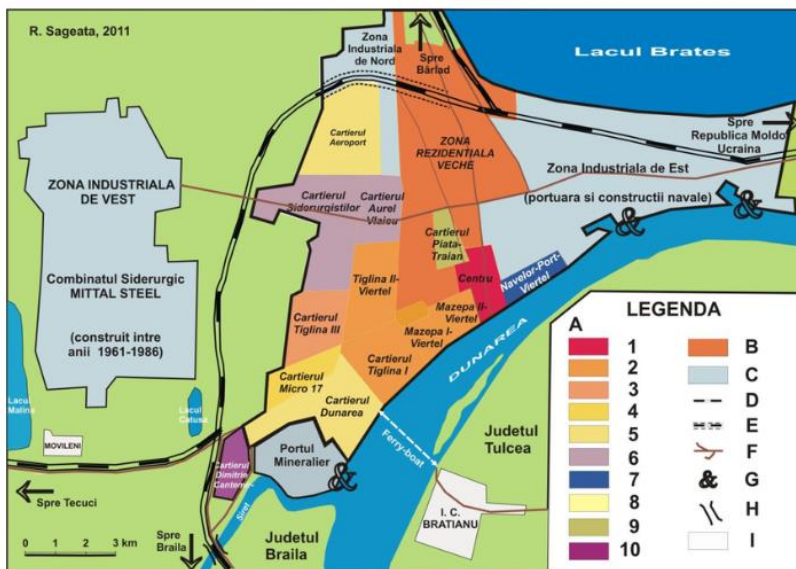 R. Sageata, 2011
Zona
Industriala
de Nord
Spre
Bârlad
Lacul Brates
Cartierul
Aeroport
ZONA
REZIDENTIALA
VECHE
Spre
Republica Moldo
Ucraina
Zona Industriala de Est
(portuara si constructii navale)
ZONA INDUSTRIALA
DE VEST
Cartierul
Siderurgistilor
Cartierul
Aurel
Vlaicu
Cartierul
Piata-
Traian
Combinatul Siderurgic
MITTAL STEEL
(construit intre
anii 1961-1986)
Tiglina II-
Viertel
Centru
Navelor-Port-
Viertel
Mazepa II-
Viertel
Mazepa I-
Viertel
Cartierul
Tiglina III
Cartierul
Tiglina I
Cartierul
Micro 17
Cartierul
Dunarea
DUNAREA
Lacul
Malina
Lacul
Catusa
MOVILENI
Cartierul
Dimitrie
Cantemir
Portul
Mineralier
Ferry-boat
Judetul
Tulcea
I. C.
BRATIANU
Siret
Judetul
Braila
Spre Tecuci
Spre
Braila
0 1 2 3 km
LEGENDA
A
1
2
3
4
5
6
7
8
9
10
B
C
D
E
F
& G
H
I